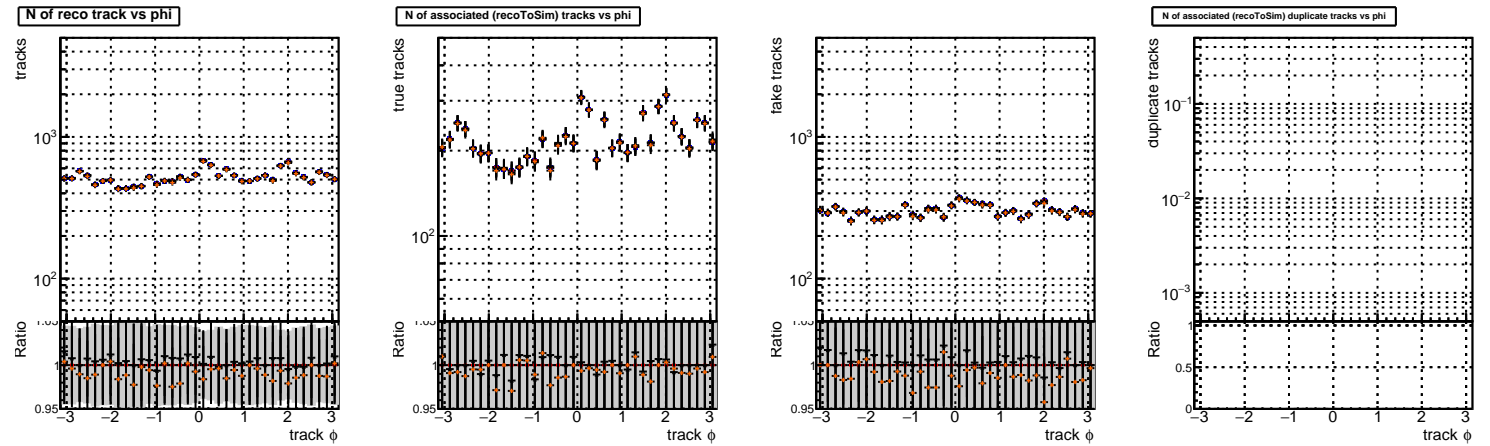 N of reco track vs phi
tracks
10³
10²
Ratio
1
0.95
−3 −2 −1 0 1 2 3
track φ
N of associated (recoToSim) tracks vs phi
true tracks
10²
Ratio
1
0.95
−3 −2 −1 0 1 2 3
track φ
fake tracks
10³
10²
Ratio
1
0.95
−3 −2 −1 0 1 2 3
track φ
N of associated (recoToSim) duplicate tracks vs phi
duplicate tracks
10⁻¹
10⁻²
10⁻³
Ratio
1
0.5
0
−3 −2 −1 0 1 2 3
track φ